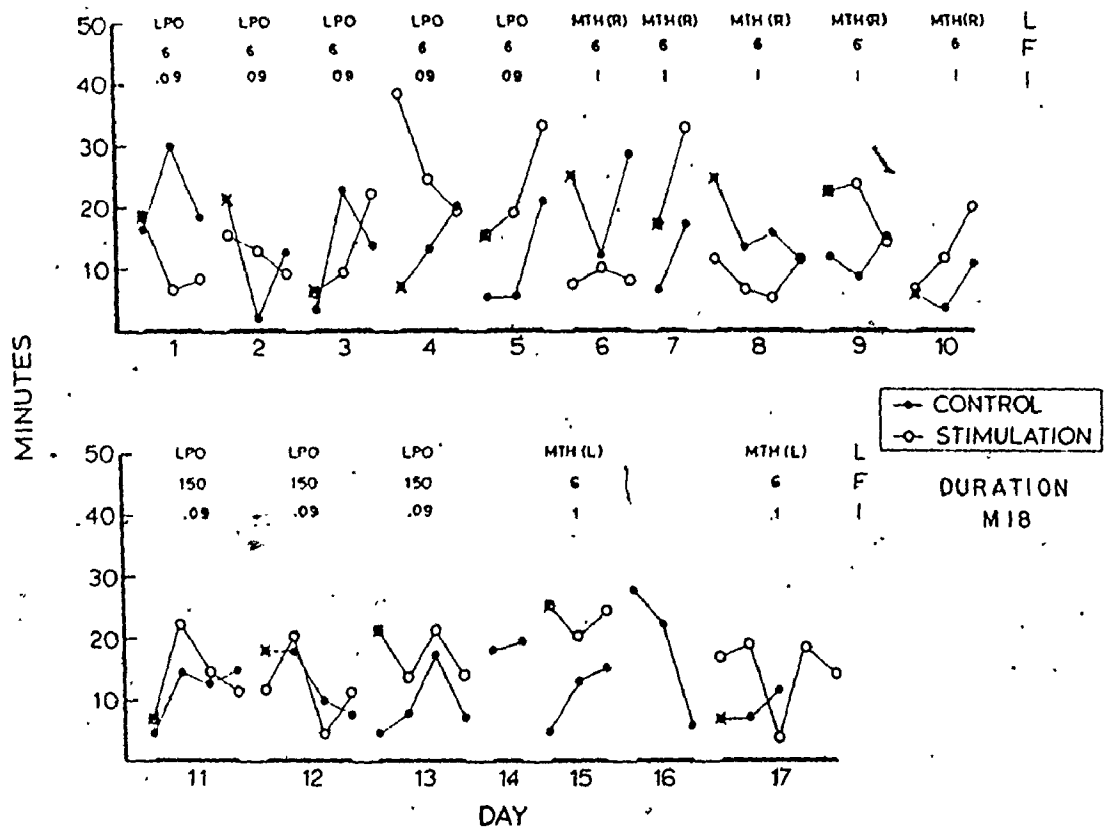 50 LPO LPO LPO LPO LPO MTH(R) MTH(R) MTH(R) MTH(R) MTH(R) L
6 6 6 6 6 6 6 6 6 6 F
40 .09 09 09 09 09 1 1 1 1 1 I
30
20
10
1 2 3 4 5 6 7 8 9 10
MINUTES
CONTROL
STIMULATION
50 LPO LPO LPO MTH(L) MTH(L) L
150 150 150 6 6 F
40 .09 .09 .09 1 1 I
DURATION
M18
30
20
10
11 12 13 14 15 16 17
DAY